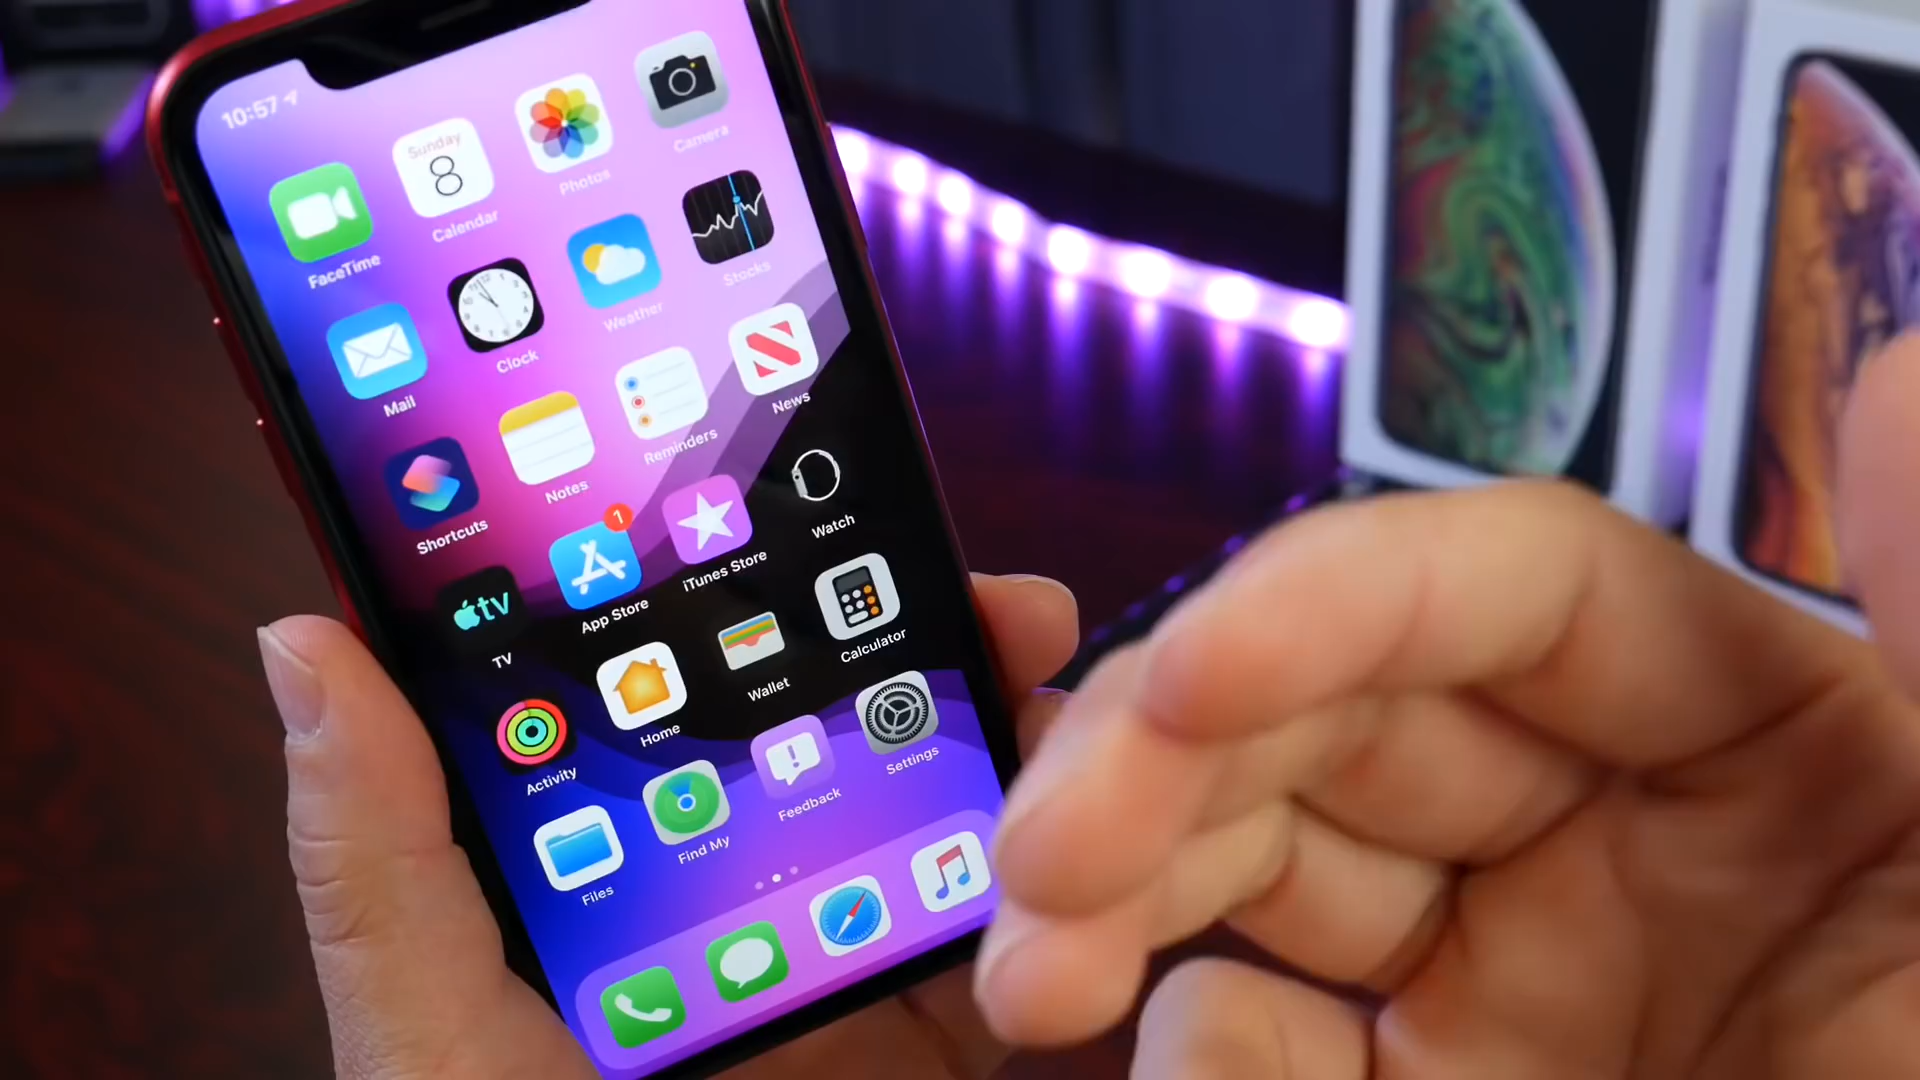 10:57
FaceTime
Sunday
8
Calendar
Photos
Camera
Mail
Clock
Weather
Stocks
Shortcuts
Notes
Reminders
News
tv
TV
1
App Store
iTunes Store
Watch
Activity
Home
Wallet
Calculator
Files
Find My
Feedback
Settings